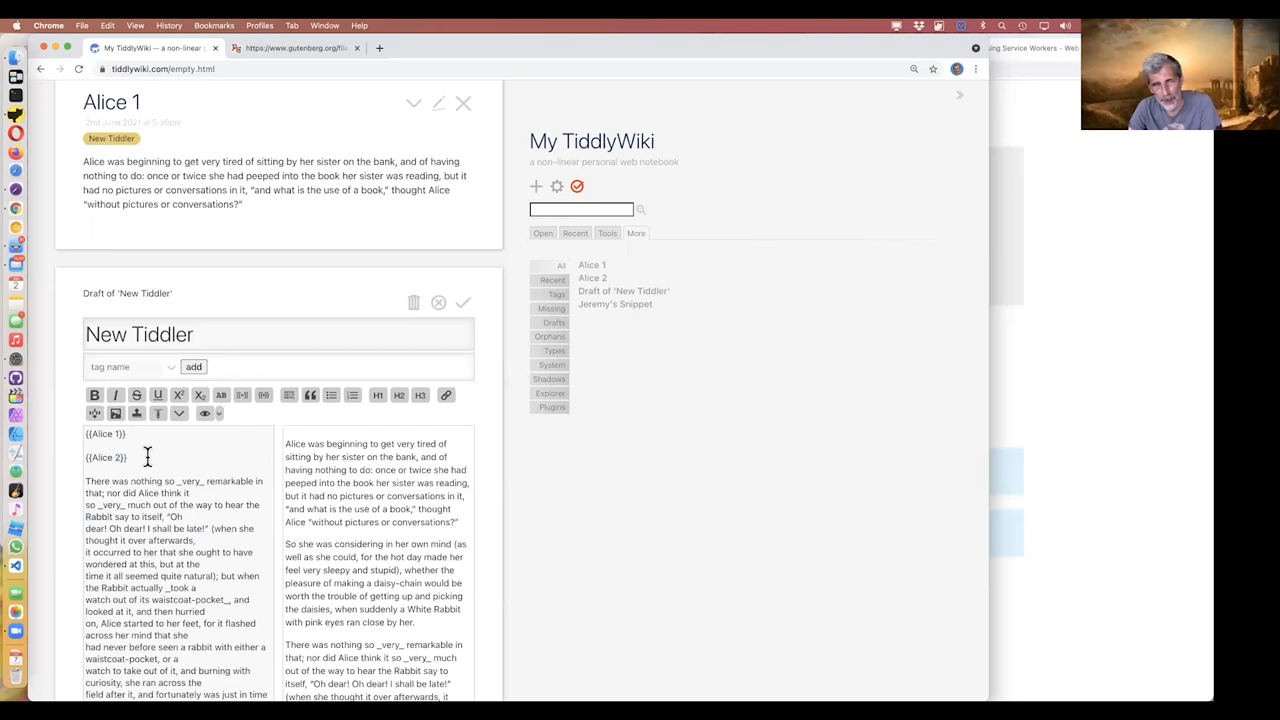 Chrome File Edit View History Bookmarks Profiles Tab Window Help
My TiddlyWiki — a non-linear p
https://www.gutenberg.org/file
ing Service Workers - Web
tiddlywiki.com/empty.html
Alice 1
2nd June 2021 at
New Tiddler
Alice was beginning to get very tired of sitting by her sister on the bank, and of having
nothing to do: once or twice she had peeped into the book her sister was reading, but it
had no pictures or conversations in it, “and what is the use of a book,” thought Alice
“without pictures or conversations?”
My TiddlyWiki
a non-linear personal web notebook
Open Recent Tools More
All
Recent
Tags
Missing
Drafts
Orphans
Types
System
Shadows
Explorer
Plugins
Alice 1
Alice 2
Draft of 'New Tiddler'
Jeremy's Snippet
Draft of 'New Tiddler'
New Tiddler
tag name add
B I S U X² X₂ AB H1 H2 H3
{{Alice 1}}
{{Alice 2}}
There was nothing so _very_ remarkable in
that; nor did Alice think it
so _very_ much out of the way to hear the
Rabbit say to itself, “Oh
dear! Oh dear! I shall be late!” (when she
thought it over afterwards,
it occurred to her that she ought to have
wondered at this, but at the
time it all seemed quite natural); but when
the Rabbit actually _took a
watch out of its waistcoat-pocket_, and
looked at it, and then hurried
on, Alice started to her feet, for it flashed
across her mind that she
had never before seen a rabbit with either a
waistcoat-pocket, or a
watch to take out of it, and burning with
curiosity, she ran across the
field after it, and fortunately was just in time
Alice was beginning to get very tired of
sitting by her sister on the bank, and of
having nothing to do: once or twice she had
peeped into the book her sister was reading,
but it had no pictures or conversations in it,
“and what is the use of a book,” thought
Alice “without pictures or conversations?”
So she was considering in her own mind (as
well as she could, for the hot day made her
feel very sleepy and stupid), whether the
pleasure of making a daisy-chain would be
worth the trouble of getting up and picking
the daisies, when suddenly a White Rabbit
with pink eyes ran close by her.
There was nothing so _very_ remarkable in
that; nor did Alice think it so _very_ much
out of the way to hear the Rabbit say to
itself, “Oh dear! Oh dear! I shall be late!”
(when she thought it over afterwards, it